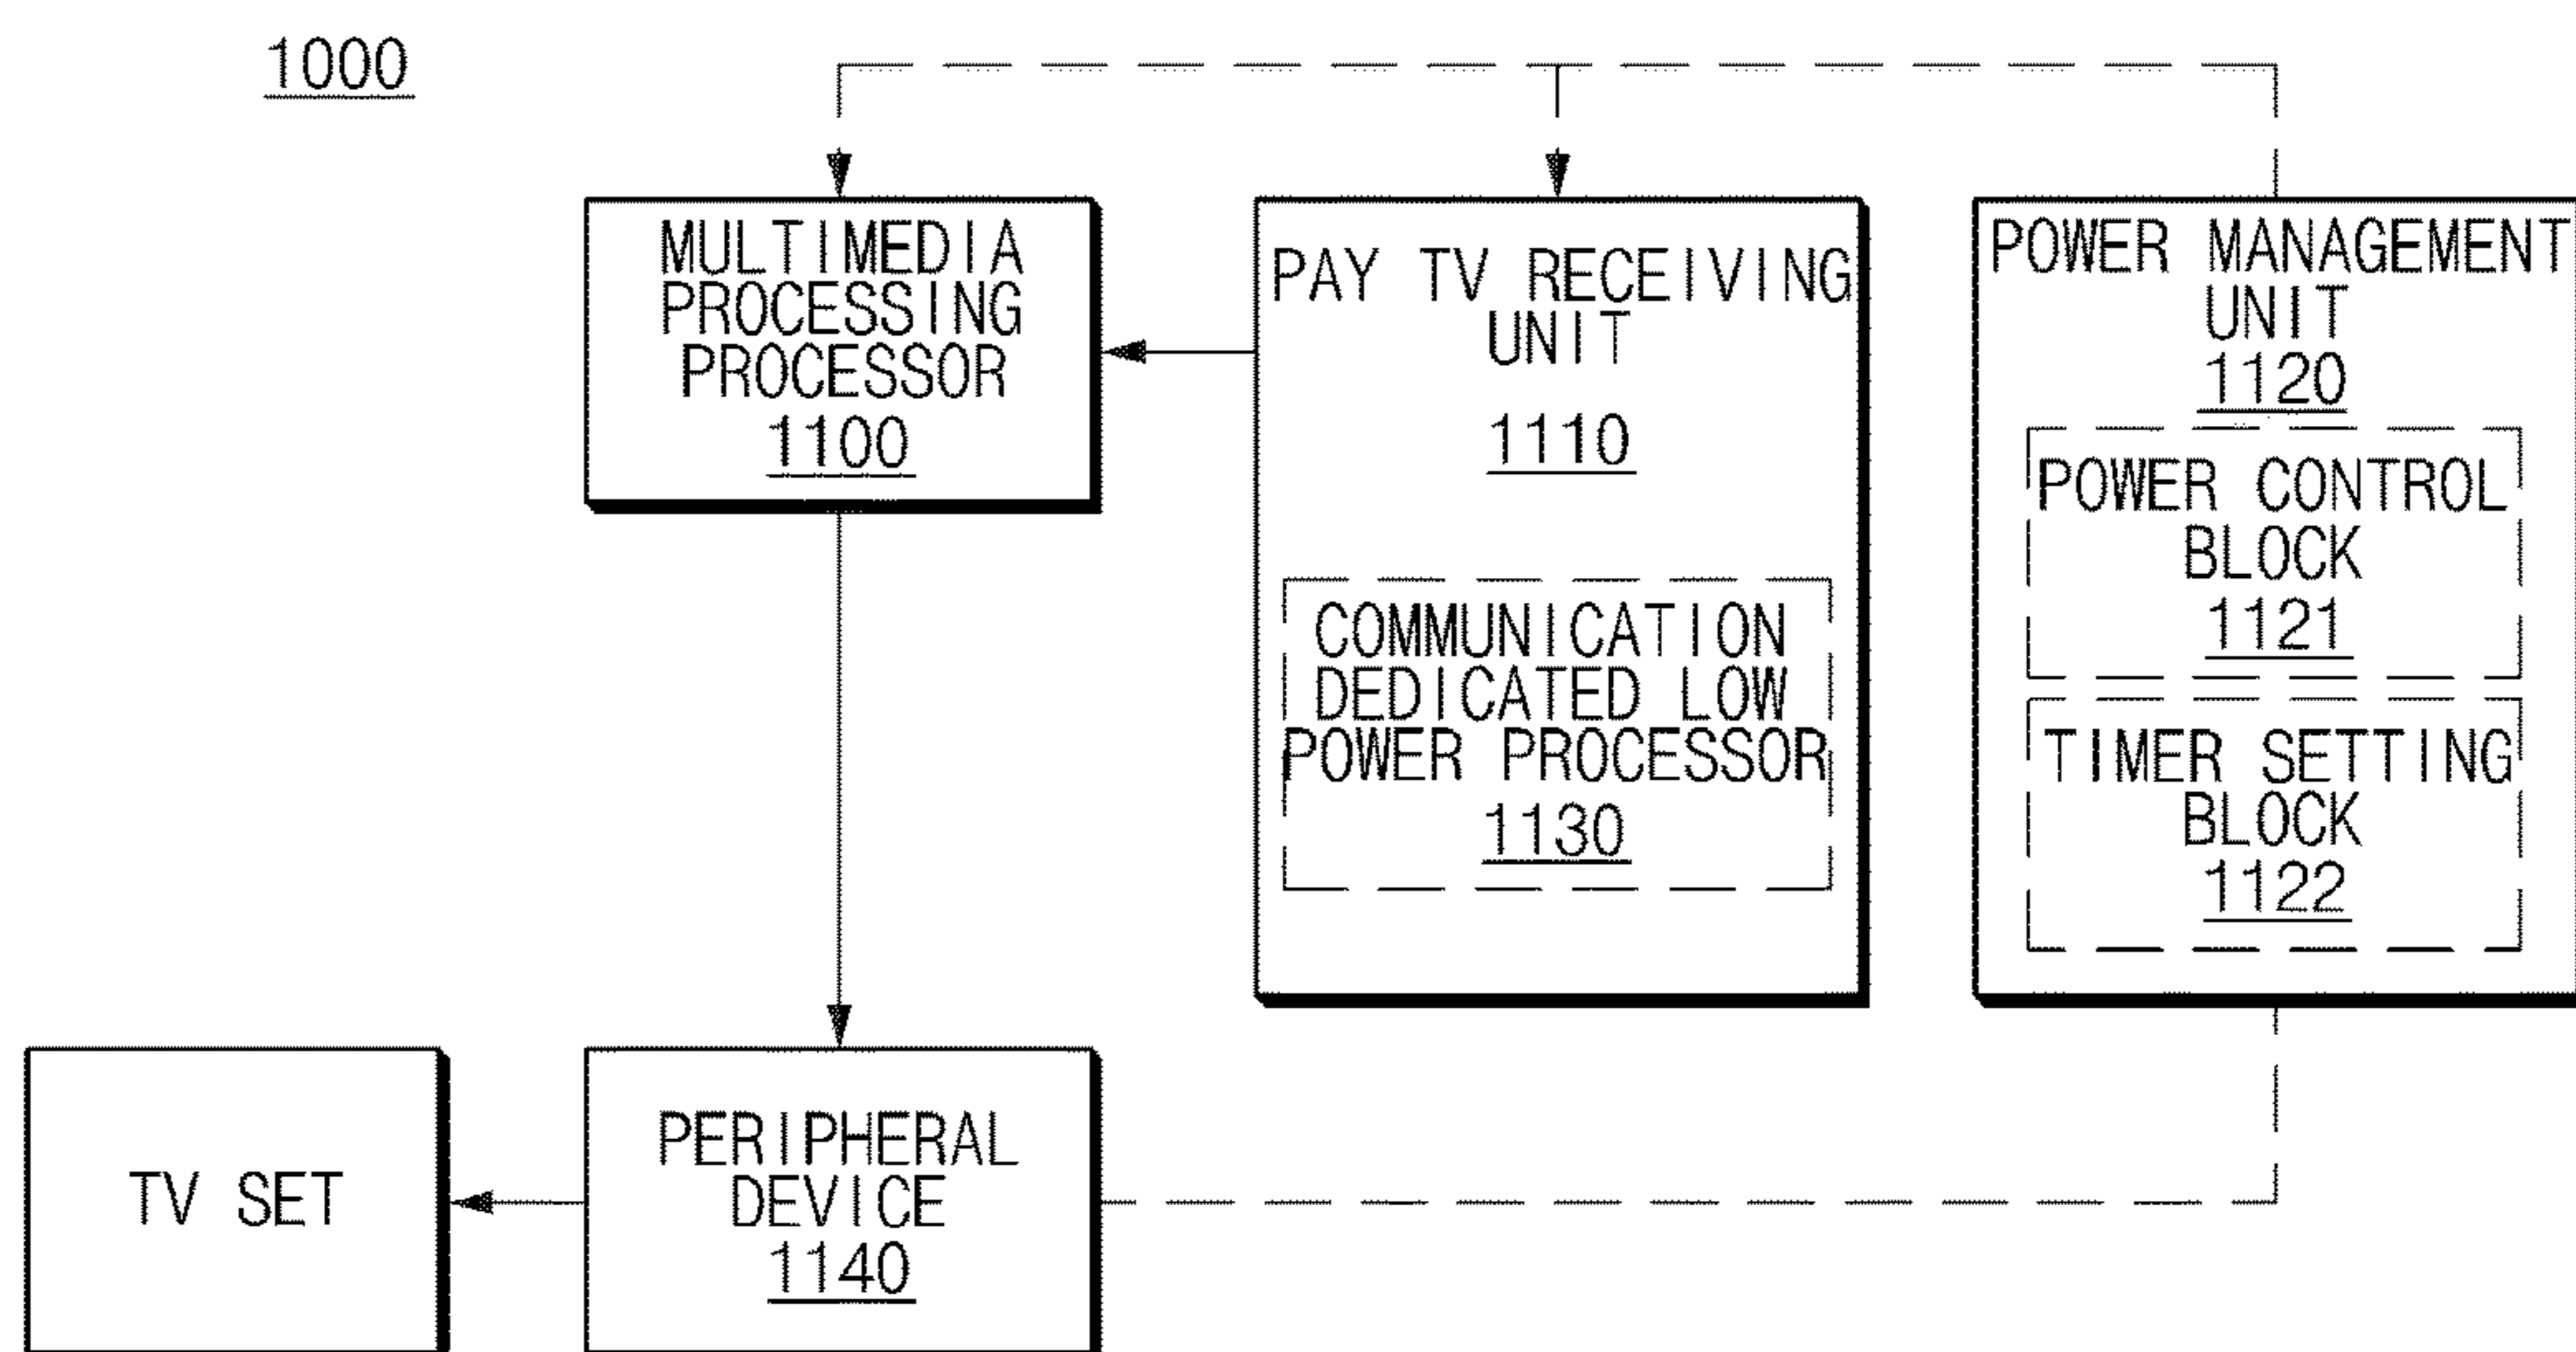 1000
MULTIMEDIA
PROCESSING
PROCESSOR
1100
PAY TV RECEIVING
UNIT
1110
COMMUNICATION
DEDICATED LOW
POWER PROCESSOR
1130
POWER MANAGEMENT
UNIT
1120
POWER CONTROL
BLOCK
1121
TIMER SETTING
BLOCK
1122
TV SET
PERIPHERAL
DEVICE
1140